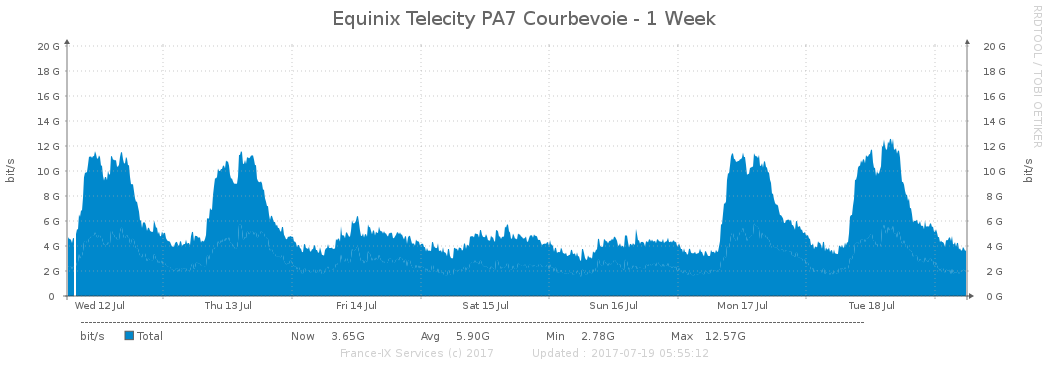 Equinix Telecity PA7 Courbevoie - 1 Week
RRDTOOL / TOBI OETIKER
20 G 20 G
18 G 18 G
16 G 16 G
14 G 14 G
12 G 12 G
10 G 10 G
8 G 8 G
6 G 6 G
4 G 4 G
2 G 2 G
0 0 G
bit/s
bit/s
Wed 12 Jul Thu 13 Jul Fri 14 Jul Sat 15 Jul Sun 16 Jul Mon 17 Jul Tue 18 Jul
bit/s Total Now 3.65G Avg 5.90G Min 2.78G Max 12.57G
France-IX Services (c) 2017 Updated : 2017-07-19 05:55:12